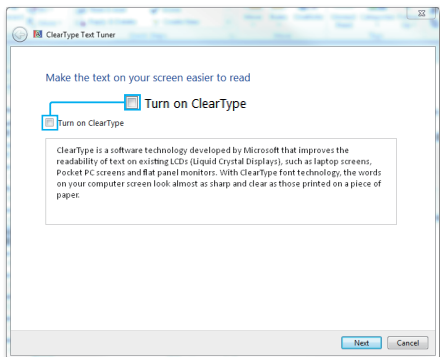 ClearType Text Tuner
Make the text on your screen easier to read
Turn on ClearType
Turn on ClearType
ClearType is a software technology developed by Microsoft that improves the
readability of text on existing LCDs (Liquid Crystal Displays), such as laptop screens,
Pocket PC screens and flat panel monitors. With ClearType font technology, the words
on your computer screen look almost as sharp and clear as those printed on a piece of
paper.
Next Cancel